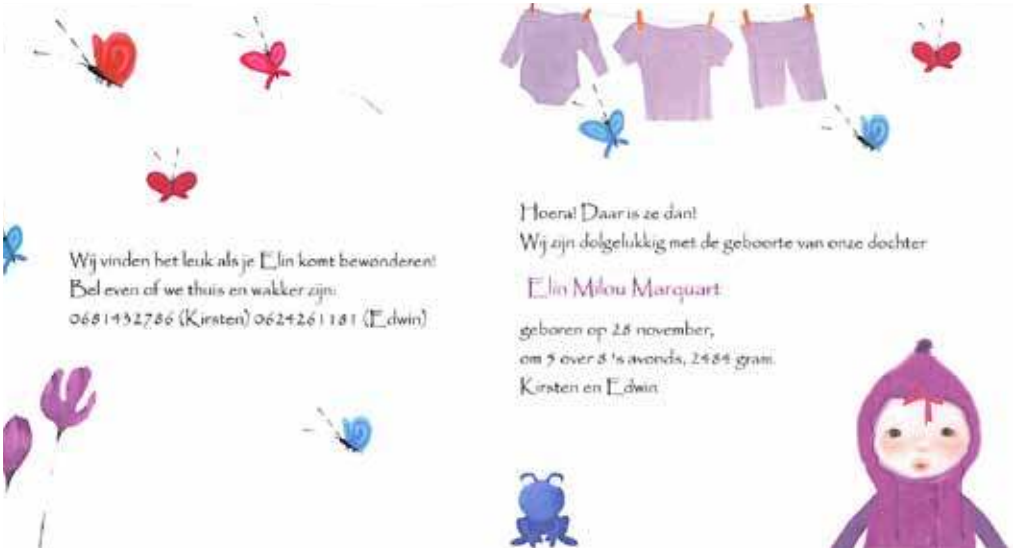 Wij vinden het leuk als je Elin komt bewonderen!
Bel even of we thuis en wakker zijn:
0681432786 (Kirsten) 0624261181 (Edwin)
Hoera! Daar is ze dan!
Wij zijn dolgelukkig met de geboorte van onze dochter
Elin Milou Marquart
geboren op 28 november,
om 5 over 8 's avonds, 2484 gram.
Kirsten en Edwin